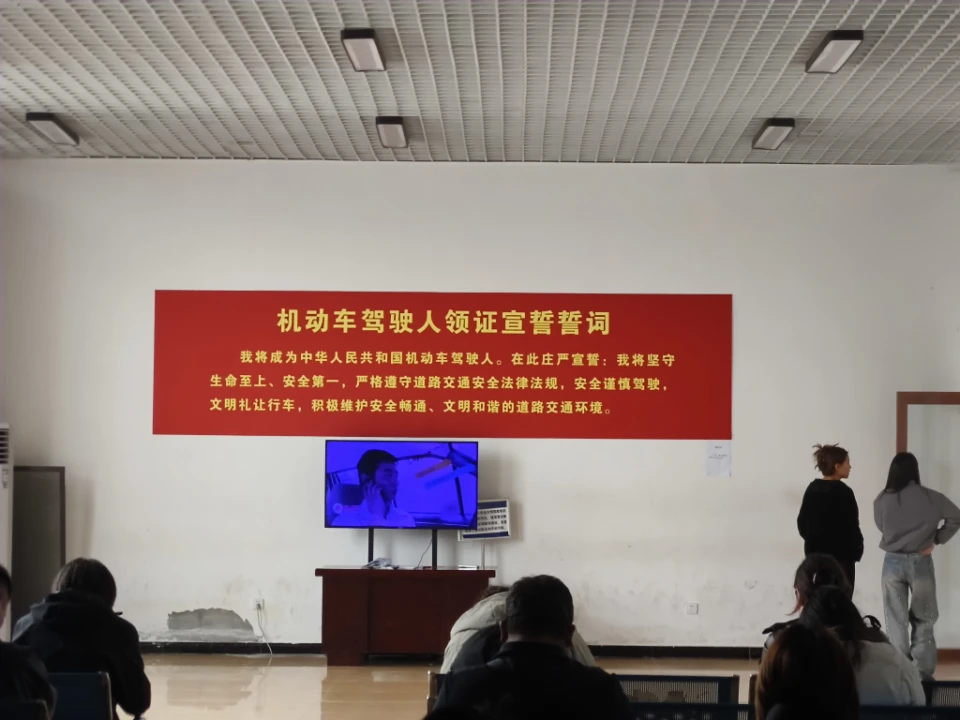 机动车驾驶人领证宣誓誓词
我将成为中华人民共和国机动车驾驶人。在此庄严宣誓：我将坚守
生命至上、安全第一，严格遵守道路交通安全法律法规，安全谨慎驾驶，
文明礼让行车，积极维护安全畅通、文明和谐的道路交通环境。